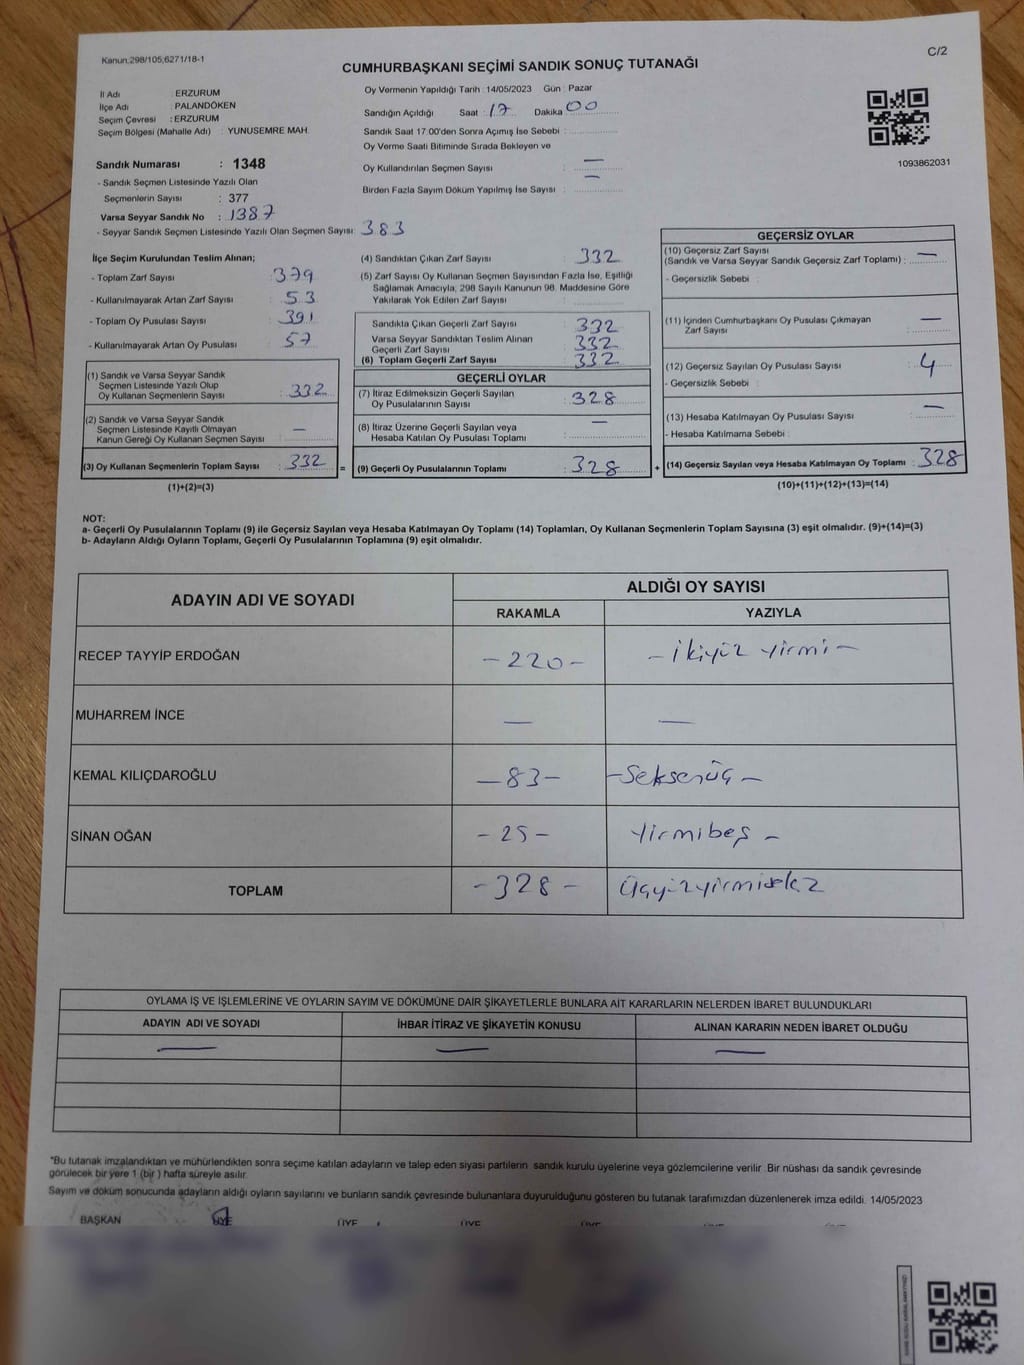 Kanun;298/105;6271/18-1
C/2
CUMHURBAŞKANI SEÇİMİ SANDIK SONUÇ TUTANAĞI
İl Adı : ERZURUM
İlçe Adı : PALANDÖKEN
Seçim Çevresi : ERZURUM
Seçim Bölgesi (Mahalle Adı) : YUNUSEMRE MAH.
Sandık Numarası : 1348
- Sandık Seçmen Listesinde Yazılı Olan
Seçmenlerin Sayısı : 377
Varsa Seyyar Sandık No : 1387
- Seyyar Sandık Seçmen Listesinde Yazılı Olan Seçmen Sayısı: 383
Oy Vermenin Yapıldığı Tarih : 14/05/2023 Gün : Pazar
Sandığın Açıldığı Saat : 17 Dakika 00
Sandık Saat 17:00'den Sonra Açımış İse Sebebi :
Oy Verme Saati Bitiminde Sırada Bekleyen ve
Oy Kullandırılan Seçmen Sayısı : —
Birden Fazla Sayım Döküm Yapılmış İse Sayısı : —
1093862031
İlçe Seçim Kurulundan Teslim Alınan;
- Toplam Zarf Sayısı : 379
- Kullanılmayarak Artan Zarf Sayısı : 53
- Toplam Oy Pusulası Sayısı : 391
- Kullanılmayarak Artan Oy Pusulası : 57
(1) Sandık ve Varsa Seyyar Sandık
Seçmen Listesinde Yazılı Olup
Oy Kullanan Seçmenlerin Sayısı : 332
(2) Sandık ve Varsa Seyyar Sandık
Seçmen Listesinde Kayıtlı Olmayan
Kanun Gereği Oy Kullanan Seçmen Sayısı : —
(3) Oy Kullanan Seçmenlerin Toplam Sayısı : 332 =
(1)+(2)=(3)
(4) Sandıktan Çıkan Zarf Sayısı : 332
(5) Zarf Sayısı Oy Kullanan Seçmen Sayısından Fazla İse, Eşitliği
Sağlamak Amacıyla, 298 Sayılı Kanunun 98. Maddesine Göre
Yakılarak Yok Edilen Zarf Sayısı :
Sandıkta Çıkan Geçerli Zarf Sayısı : 332
Varsa Seyyar Sandıktan Teslim Alınan
Geçerli Zarf Sayısı : 332
(6) Toplam Geçerli Zarf Sayısı : 332
GEÇERLİ OYLAR
(7) İtiraz Edilmeksizin Geçerli Sayılan
Oy Pusulalarının Sayısı : 328
(8) İtiraz Üzerine Geçerli Sayılan veya
Hesaba Katılan Oy Pusulası Toplamı : —
(9) Geçerli Oy Pusulalarının Toplamı : 328 +
GEÇERSİZ OYLAR
(10) Geçersiz Zarf Sayısı
(Sandık ve Varsa Seyyar Sandık Geçersiz Zarf Toplamı) : —
- Geçersizlik Sebebi :
(11) İçinden Cumhurbaşkanı Oy Pusulası Çıkmayan
Zarf Sayısı : —
(12) Geçersiz Sayılan Oy Pusulası Sayısı : 4
- Geçersizlik Sebebi :
(13) Hesaba Katılmayan Oy Pusulası Sayısı : —
- Hesaba Katılmama Sebebi :
(14) Geçersiz Sayılan veya Hesaba Katılmayan Oy Toplamı : 328
(10)+(11)+(12)+(13)=(14)
NOT:
a- Geçerli Oy Pusulalarının Toplamı (9) ile Geçersiz Sayılan veya Hesaba Katılmayan Oy Toplamı (14) Toplamları, Oy Kullanan Seçmenlerin Toplam Sayısına (3) eşit olmalıdır. (9)+(14)=(3)
b- Adayların Aldığı Oyların Toplamı, Geçerli Oy Pusulalarının Toplamına (9) eşit olmalıdır.
ADAYIN ADI VE SOYADI
ALDIĞI OY SAYISI
RAKAMLA YAZIYLA
RECEP TAYYİP ERDOĞAN -220- - ikiyüz yirmi -
MUHARREM İNCE — —
KEMAL KILIÇDAROĞLU -83- -Seksenüç-
SİNAN OĞAN -25- Yirmibeş -
TOPLAM -328- Üçyüzyirmisekiz
OYLAMA İŞ VE İŞLEMLERİNE VE OYLARIN SAYIM VE DÖKÜMÜNE DAİR ŞİKAYETLERLE BUNLARA AİT KARARLARIN NELERDEN İBARET BULUNDUKLARI
ADAYIN ADI VE SOYADI İHBAR İTİRAZ VE ŞİKAYETİN KONUSU ALINAN KARARIN NEDEN İBARET OLDUĞU
— — —
*Bu tutanak imzalandıktan ve mühürlendikten sonra seçime katılan adayların ve talep eden siyasi partilerin sandık kurulu üyelerine veya gözlemcilerine verilir. Bir nüshası da sandık çevresinde
görülecek bir yere 1 (bir ) hafta süreyle asılır.
Sayım ve döküm sonucunda adayların aldığı oyların sayılarını ve bunların sandık çevresinde bulunanlara duyurulduğunu gösteren bu tutanak tarafımızdan düzenlenerek imza edildi. 14/05/2023
BAŞKAN ÜYE ÜYE ÜYE ÜYE ÜYE ÜYE